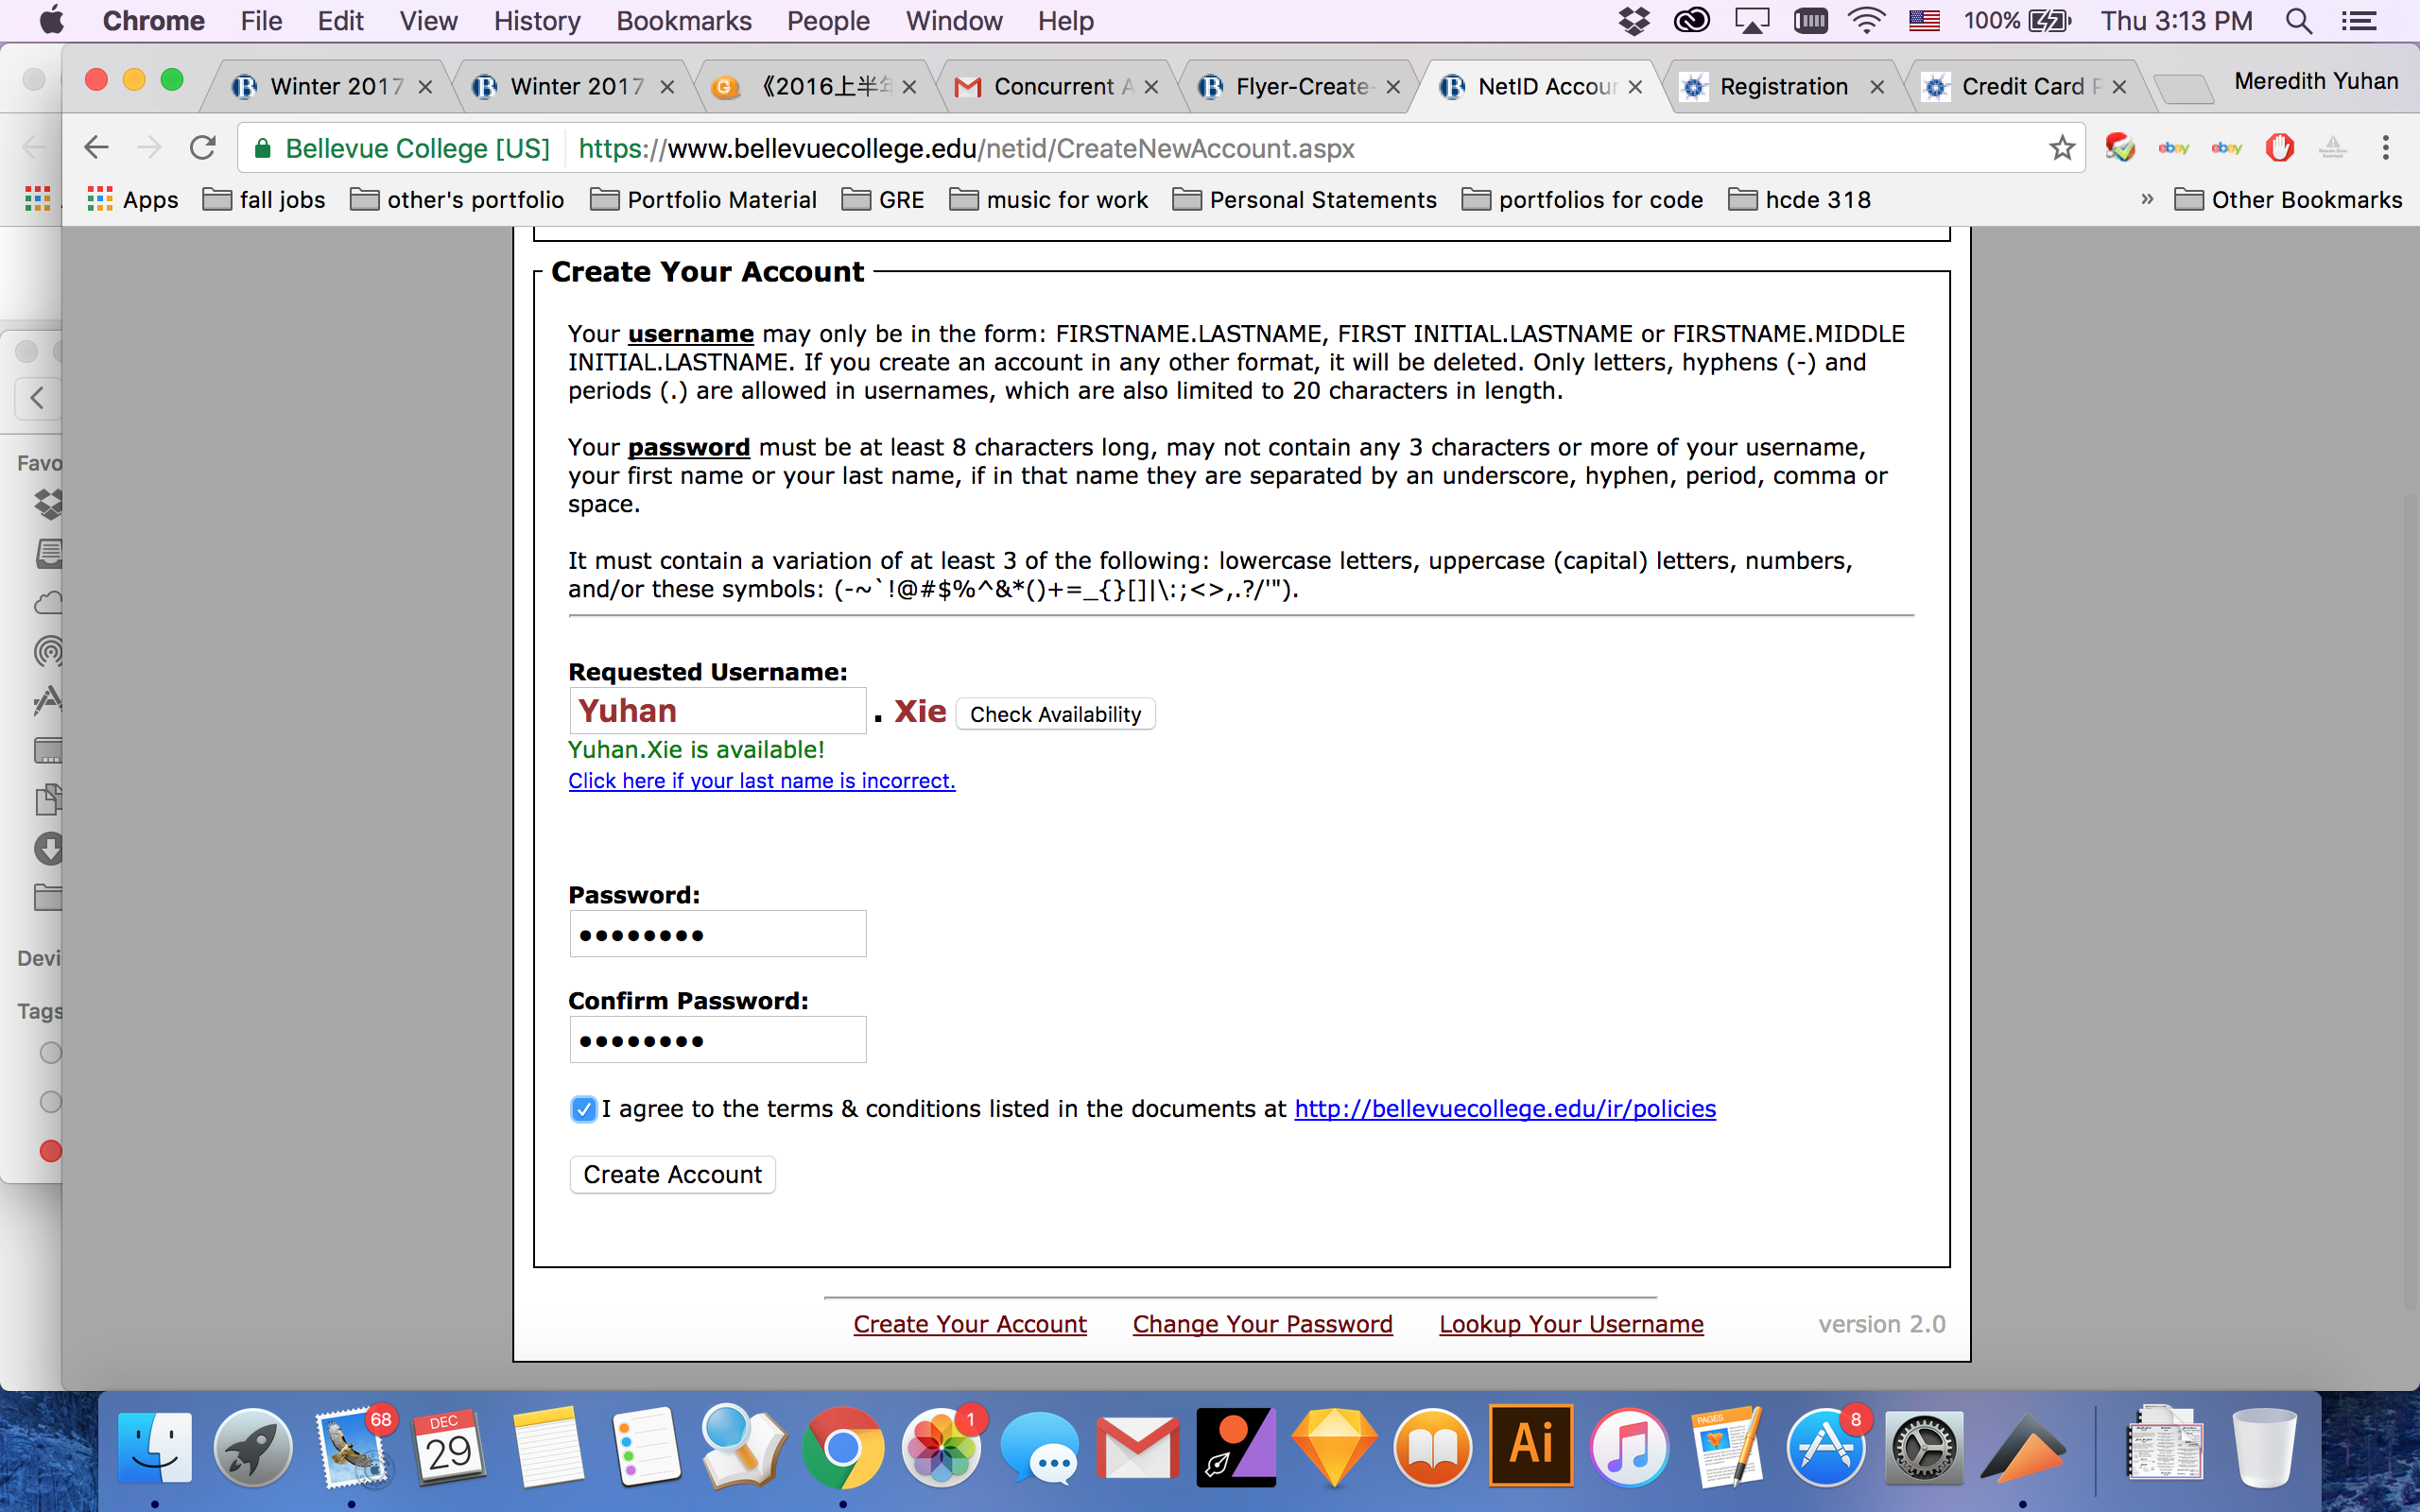 Chrome File Edit View History Bookmarks People Window Help 100% Thu 3:13 PM
Winter 2017 Winter 2017 《2016上半年 Concurrent A Flyer-Create- NetID Accour Registration Credit Card P Meredith Yuhan
Bellevue College [US] https://www.bellevuecollege.edu/netid/CreateNewAccount.aspx ebay ebay
Apps fall jobs other's portfolio Portfolio Material GRE music for work Personal Statements portfolios for code hcde 318 » Other Bookmarks
Favo
Devi
Tags
Create Your Account
Your username may only be in the form: FIRSTNAME.LASTNAME, FIRST INITIAL.LASTNAME or FIRSTNAME.MIDDLE
INITIAL.LASTNAME. If you create an account in any other format, it will be deleted. Only letters, hyphens (-) and
periods (.) are allowed in usernames, which are also limited to 20 characters in length.
Your password must be at least 8 characters long, may not contain any 3 characters or more of your username,
your first name or your last name, if in that name they are separated by an underscore, hyphen, period, comma or
space.
It must contain a variation of at least 3 of the following: lowercase letters, uppercase (capital) letters, numbers,
and/or these symbols: (-~`!@#$%^&*()+=_{}[]|\:;<>,.?/'").
Requested Username:
Yuhan . Xie Check Availability
Yuhan.Xie is available!
Click here if your last name is incorrect.
Password:
••••••••
Confirm Password:
••••••••
I agree to the terms & conditions listed in the documents at http://bellevuecollege.edu/ir/policies
Create Account
Create Your Account Change Your Password Lookup Your Username version 2.0
68 DEC 29 1 Ai PAGES 8